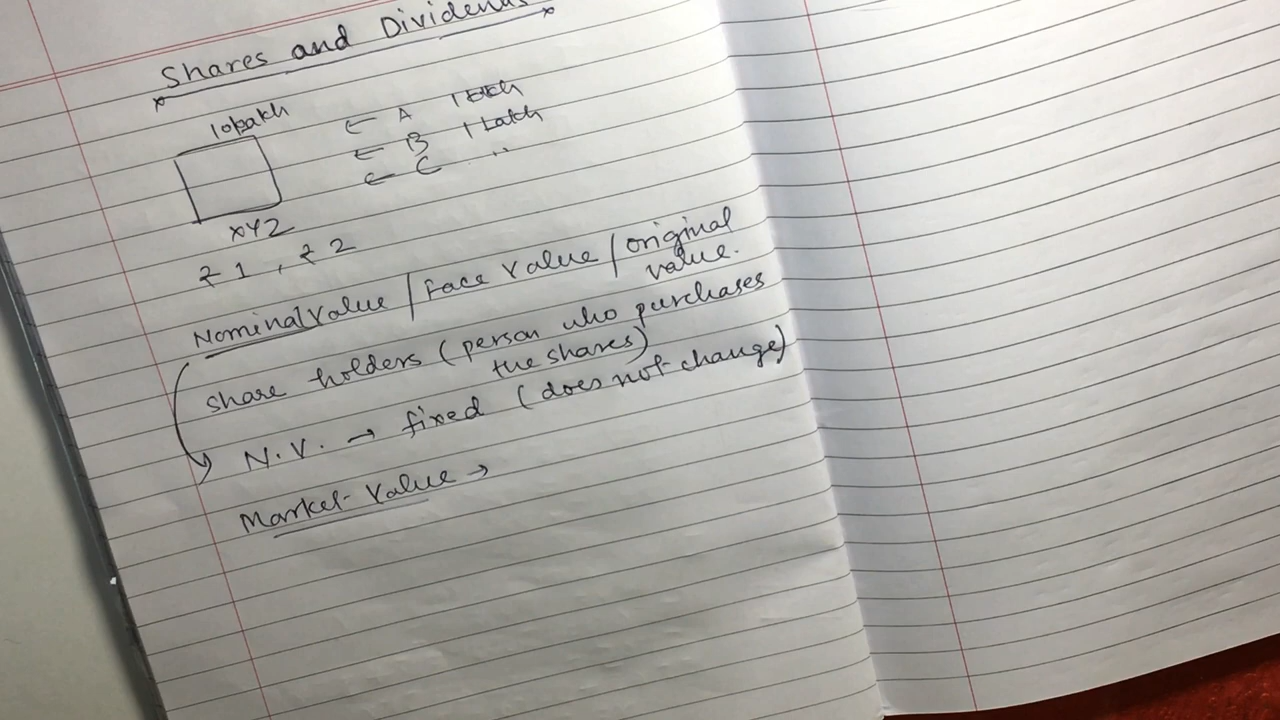 Shares and Dividends
10 lakh
← A 1 lakh
← B 1 lakh
← C "
XYZ
₹ 1 , ₹ 2
Nominal Value / Face Value / original value.
share holders (person who purchases the shares)
N.V. → fixed (does not change)
Market Value →